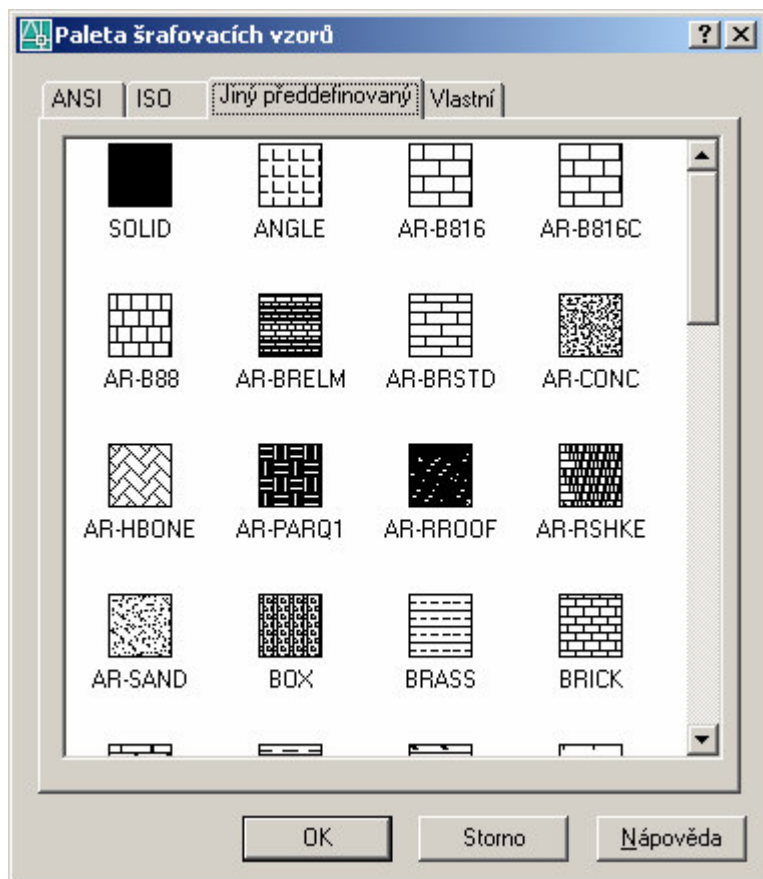 Paleta šrafovacích vzorů
ANSI ISO Jiný předdefinovaný Vlastní
SOLID ANGLE AR-B816 AR-B816C
AR-B88 AR-BRELM AR-BRSTD AR-CONC
AR-HBONE AR-PARQ1 AR-RROOF AR-RSHKE
AR-SAND BOX BRASS BRICK
OK Storno Nápověda